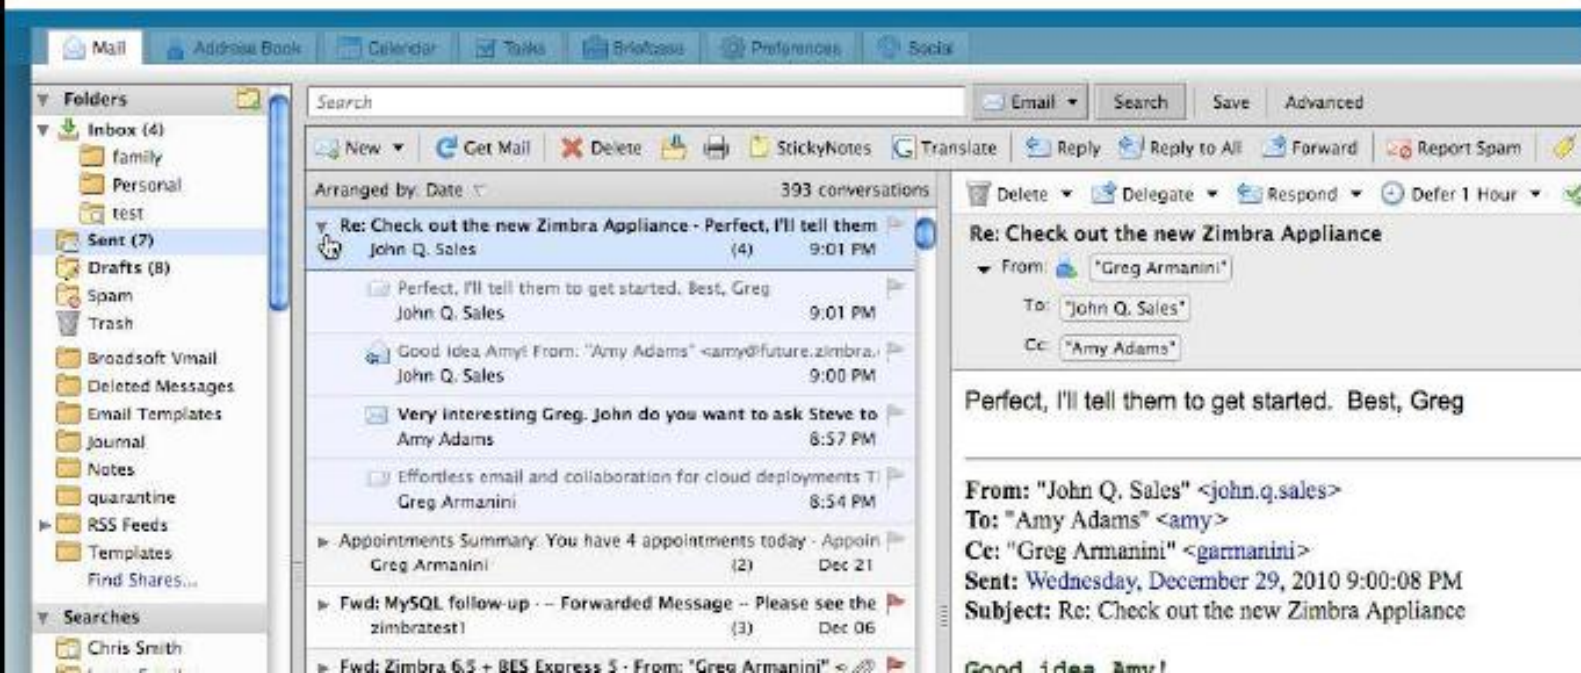 Mail Address Book Calendar Tasks Briefcase Preferences Social
Folders
Inbox (4)
family
Personal
test
Sent (7)
Drafts (8)
Spam
Trash
Broadsoft Vmail
Deleted Messages
Email Templates
Journal
Notes
quarantine
RSS Feeds
Templates
Find Shares...
Searches
Chris Smith
Search Email Search Save Advanced
New Get Mail Delete StickyNotes Translate Reply Reply to All Forward Report Spam
Arranged by: Date 393 conversations
Re: Check out the new Zimbra Appliance - Perfect, I'll tell them
John Q. Sales (4) 9:01 PM
Perfect, I'll tell them to get started. Best, Greg
John Q. Sales 9:01 PM
Good idea Amy! From: "Amy Adams" <amy@future.zimbra.
John Q. Sales 9:00 PM
Very interesting Greg. John do you want to ask Steve to
Amy Adams 8:57 PM
Effortless email and collaboration for cloud deployments
Greg Armanini 8:54 PM
Appointments Summary: You have 4 appointments today - Appoin
Greg Armanini (2) Dec 21
Fwd: MySQL follow-up - -- Forwarded Message -- Please see the
zimbratest1 (3) Dec 06
Fwd: Zimbra 6.5 + BES Express 5 - From: "Greg Armanini" <
Delete Delegate Respond Defer 1 Hour
Re: Check out the new Zimbra Appliance
From: "Greg Armanini"
To: "John Q. Sales"
Cc: "Amy Adams"
Perfect, I'll tell them to get started. Best, Greg
From: "John Q. Sales" <john.q.sales>
To: "Amy Adams" <amy>
Cc: "Greg Armanini" <garmanini>
Sent: Wednesday, December 29, 2010 9:00:08 PM
Subject: Re: Check out the new Zimbra Appliance
Good idea Amy!